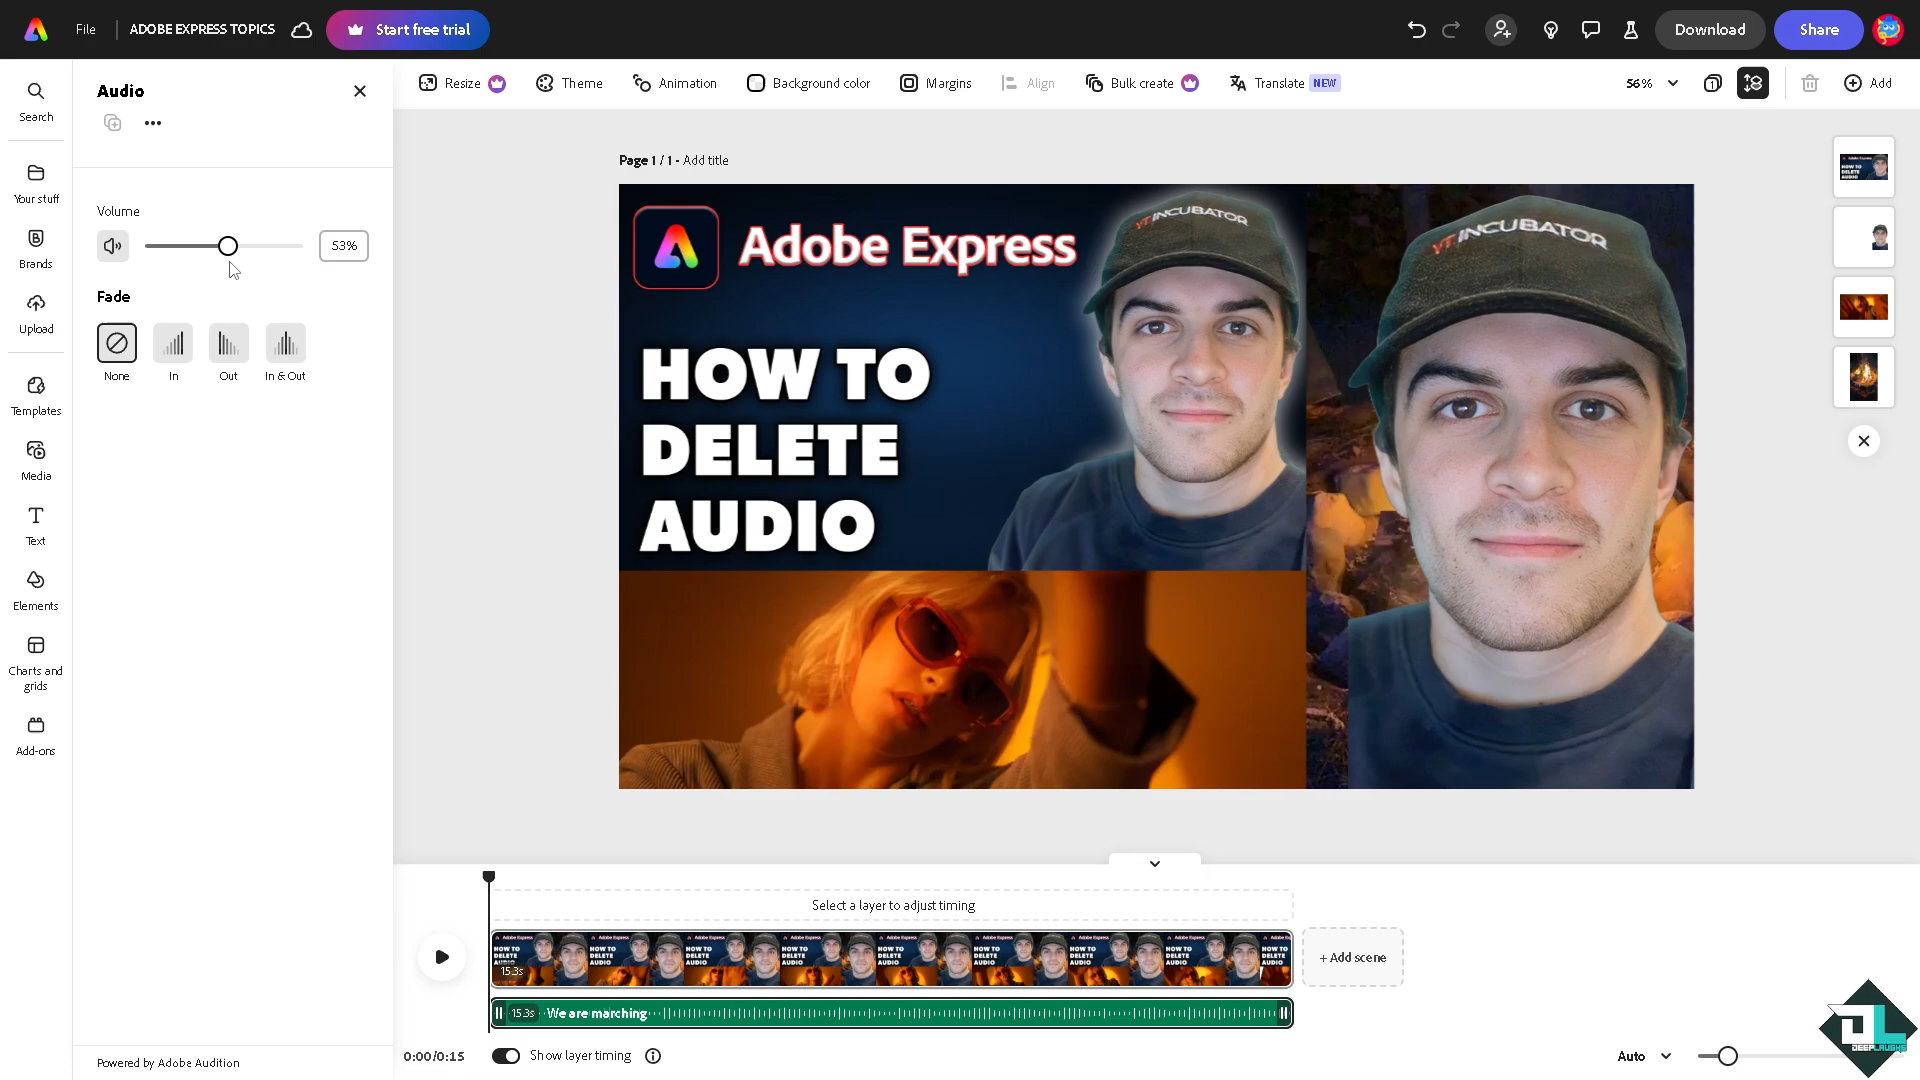 File
ADOBE EXPRESS TOPICS
Start free trial
Download
Share
Search
Your stuff
Brands
Upload
Templates
Media
Text
Elements
Charts and
grids
Add-ons
Audio
Volume
53%
Fade
None
In
Out
In & Out
Powered by Adobe Audition
Resize
Theme
Animation
Background color
Margins
Align
Bulk create
Translate NEW
56%
1
Add
Page 1 / 1 - Add title
Adobe Express
HOW TO
DELETE
AUDIO
YT INCUBATOR
YT INCUBATOR
Select a layer to adjust timing
15.3s
+ Add scene
15.3s We are marching
0:00/0:15
Show layer timing
Auto
DEEPLAUGHS